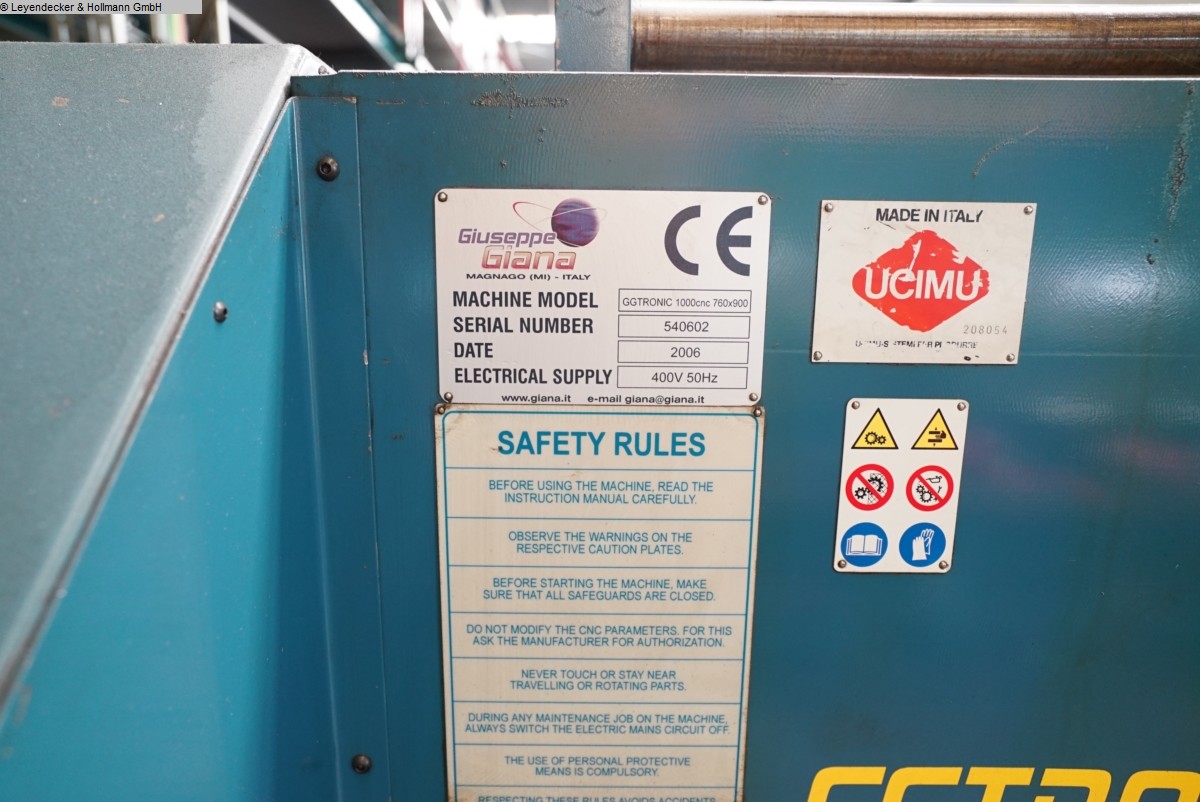 © Leyendecker & Hollmann GmbH
Giuseppe
Giana
MAGNAGO (MI) - ITALY
CE
MACHINE MODEL GGTRONIC 1000cnc 760x900
SERIAL NUMBER 540602
DATE 2006
ELECTRICAL SUPPLY 400V 50Hz
www.giana.it e-mail giana@giana.it
MADE IN ITALY
UCIMU
208054
SAFETY RULES
BEFORE USING THE MACHINE, READ THE
INSTRUCTION MANUAL CAREFULLY.
OBSERVE THE WARNINGS ON THE
RESPECTIVE CAUTION PLATES.
BEFORE STARTING THE MACHINE, MAKE
SURE THAT ALL SAFEGUARDS ARE CLOSED.
DO NOT MODIFY THE CNC PARAMETERS. FOR THIS
ASK THE MANUFACTURER FOR AUTHORIZATION.
NEVER TOUCH OR STAY NEAR
TRAVELLING OR ROTATING PARTS.
DURING ANY MAINTENANCE JOB ON THE MACHINE,
ALWAYS SWITCH THE ELECTRIC MAINS CIRCUIT OFF.
THE USE OF PERSONAL PROTECTIVE
MEANS IS COMPULSORY.
RESPECTING THESE RULES AVOIDS ACCIDENTS